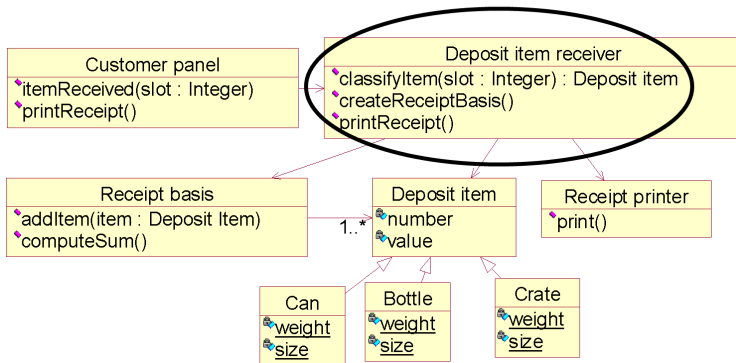 Customer panel
itemReceived(slot : Integer)
printReceipt()
Deposit item receiver
classifyItem(slot : Integer) : Deposit item
createReceiptBasis()
printReceipt()
Receipt basis
addItem(item : Deposit Item)
computeSum()
1..*
Deposit item
number
value
Receipt printer
print()
Can
weight
size
Bottle
weight
size
Crate
weight
size